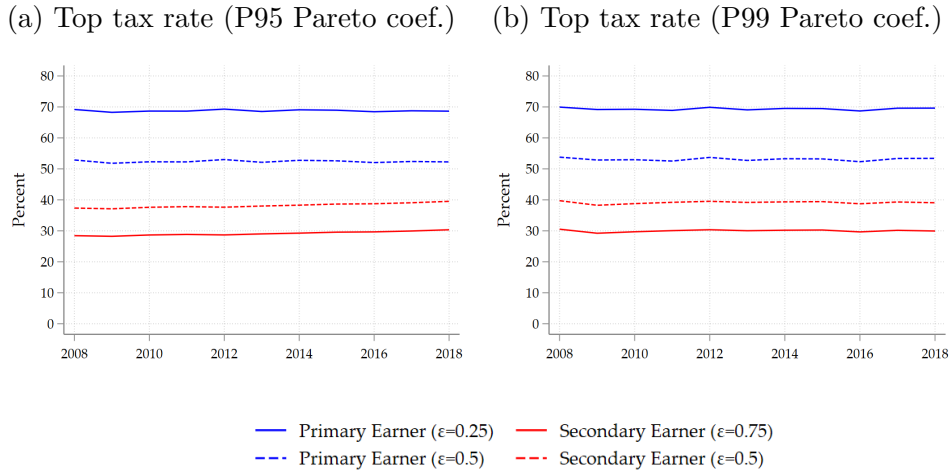 (a) Top tax rate (P95 Pareto coef.)
Percent
80
70
60
50
40
30
20
10
0
2008 2010 2012 2014 2016 2018
(b) Top tax rate (P99 Pareto coef.)
Percent
80
70
60
50
40
30
20
10
0
2008 2010 2012 2014 2016 2018
Primary Earner (ε=0.25) Secondary Earner (ε=0.75)
Primary Earner (ε=0.5) Secondary Earner (ε=0.5)